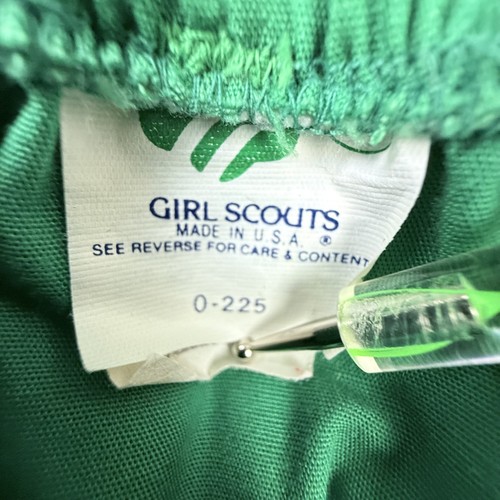 GIRL SCOUTS
MADE IN U.S.A. ®
SEE REVERSE FOR CARE & CONTENT
0-225